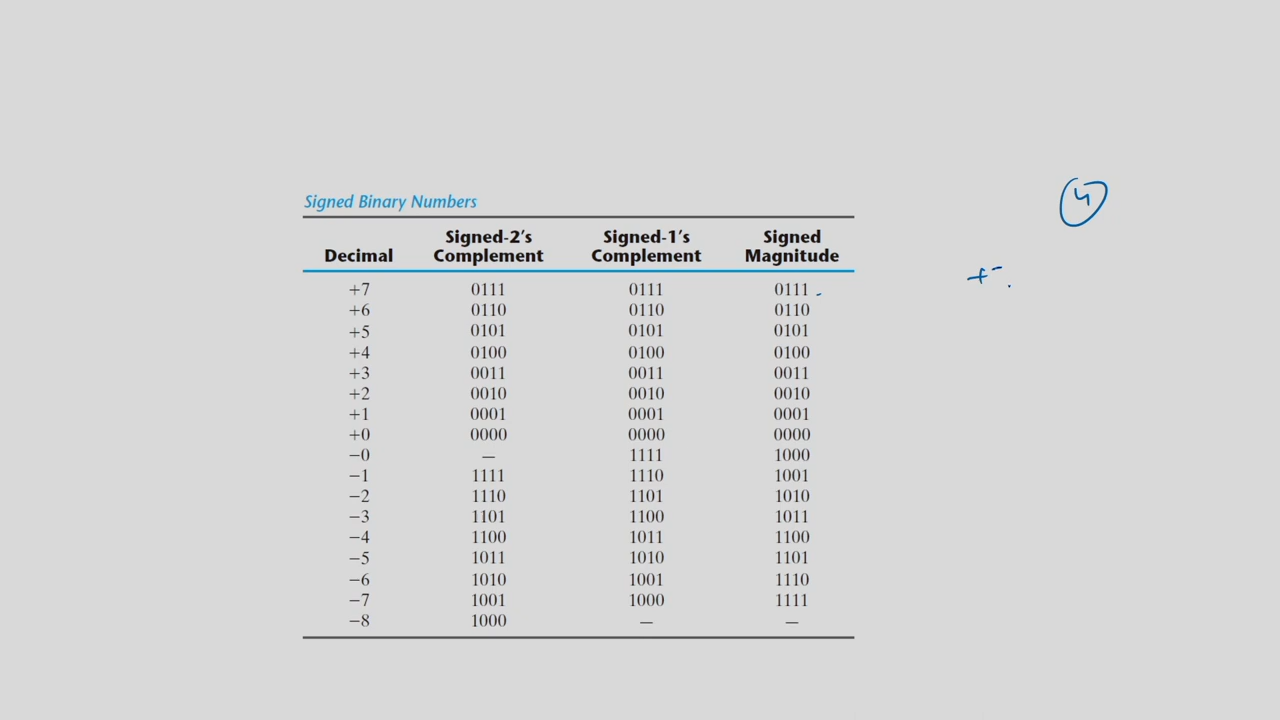 Signed Binary Numbers
Decimal Signed-2's Complement Signed-1's Complement Signed Magnitude
+7 0111 0111 0111
+6 0110 0110 0110
+5 0101 0101 0101
+4 0100 0100 0100
+3 0011 0011 0011
+2 0010 0010 0010
+1 0001 0001 0001
+0 0000 0000 0000
−0 — 1111 1000
−1 1111 1110 1001
−2 1110 1101 1010
−3 1101 1100 1011
−4 1100 1011 1100
−5 1011 1010 1101
−6 1010 1001 1110
−7 1001 1000 1111
−8 1000 — —
4